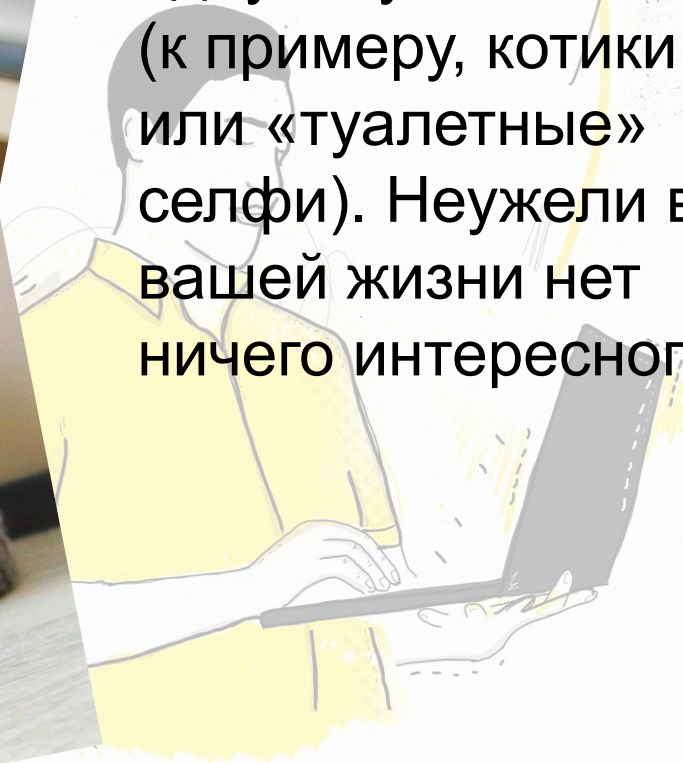 (к примеру, котики
или «туалетные»
селфи). Неужели в
вашей жизни нет
ничего интересног